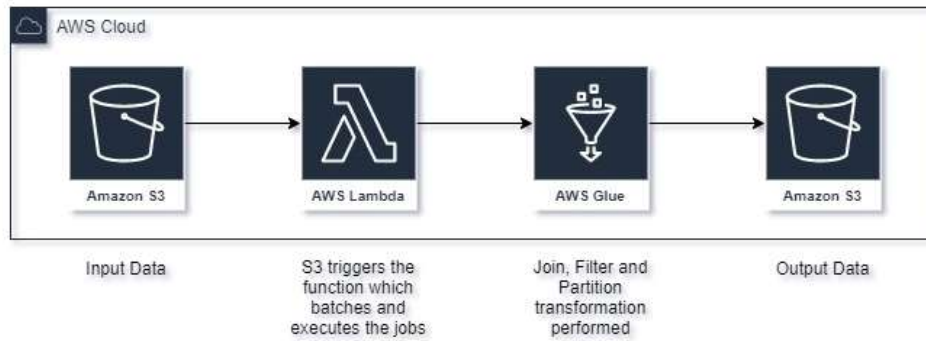 AWS Cloud
Amazon S3
AWS Lambda
AWS Glue
Amazon S3
Input Data
S3 triggers the
function which
batches and
executes the jobs
Join, Filter and
Partition
transformation
performed
Output Data